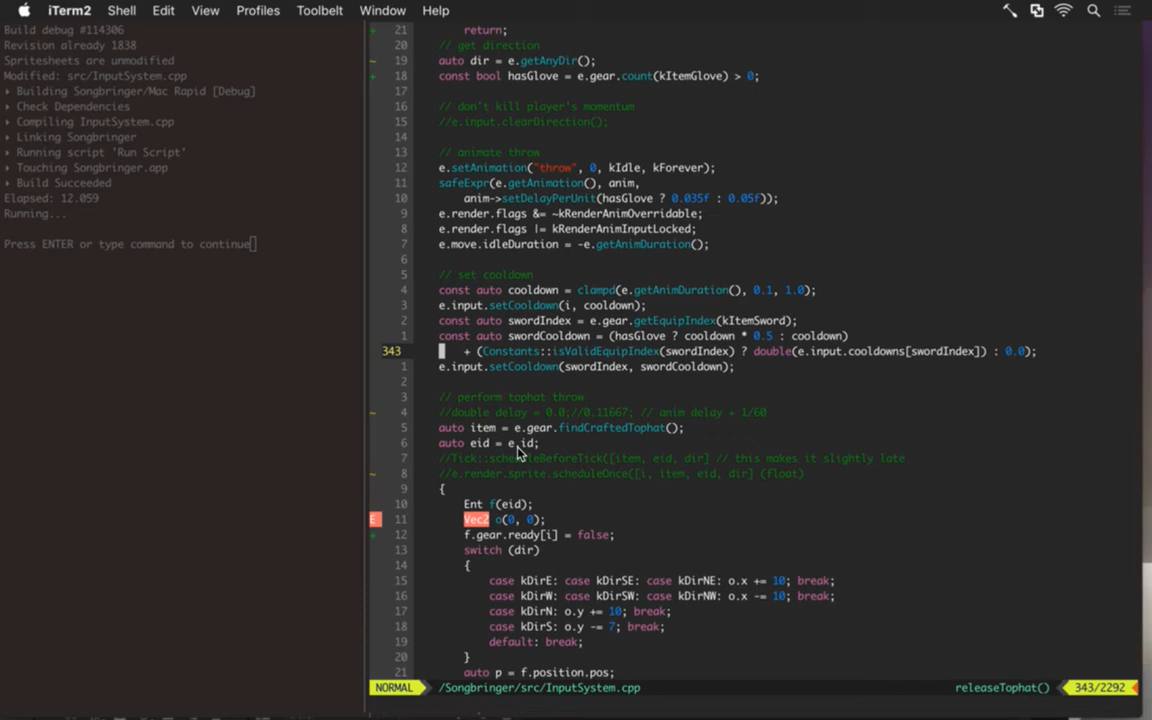 iTerm2 Shell Edit View Profiles Toolbelt Window Help
Build debug #114306
Revision already 1838
Spritesheets are unmodified
Modified: src/InputSystem.cpp
▸ Building Songbringer/Mac Rapid [Debug]
▸ Check Dependencies
▸ Compiling InputSystem.cpp
▸ Linking Songbringer
▸ Running script 'Run Script'
▸ Touching Songbringer.app
▸ Build Succeeded
Elapsed: 12.059
Running...
Press ENTER or type command to continue
+ 21 return;
20 // get direction
~ 19 auto dir = e.getAnyDir();
+ 18 const bool hasGlove = e.gear.count(kItemGlove) > 0;
17
16 // don't kill player's momentum
15 //e.input.clearDirection();
14
13 // animate throw
12 e.setAnimation("throw", 0, kIdle, kForever);
11 safeExpr(e.getAnimation(), anim,
10 anim->setDelayPerUnit(hasGlove ? 0.035f : 0.05f));
9 e.render.flags &= ~kRenderAnimOverridable;
8 e.render.flags |= kRenderAnimInputLocked;
7 e.move.idleDuration = -e.getAnimDuration();
6
5 // set cooldown
4 const auto cooldown = clampd(e.getAnimDuration(), 0.1, 1.0);
3 e.input.setCooldown(i, cooldown);
2 const auto swordIndex = e.gear.getEquipIndex(kItemSword);
1 const auto swordCooldown = (hasGlove ? cooldown * 0.5 : cooldown)
343 + (Constants::isValidEquipIndex(swordIndex) ? double(e.input.cooldowns[swordIndex]) : 0.0);
1 e.input.setCooldown(swordIndex, swordCooldown);
2
3 // perform tophat throw
~ 4 //double delay = 0.0;//0.11667; // anim delay + 1/60
5 auto item = e.gear.findCraftedTophat();
6 auto eid = e.id;
7 //Tick::scheduleBeforeTick([item, eid, dir] // this makes it slightly late
~ 8 //e.render.sprite.scheduleOnce([i, item, eid, dir] (float)
9 {
10 Ent f(eid);
E 11 Vec2 o(0, 0);
+ 12 f.gear.ready[i] = false;
13 switch (dir)
14 {
15 case kDirE: case kDirSE: case kDirNE: o.x += 10; break;
16 case kDirW: case kDirSW: case kDirNW: o.x -= 10; break;
17 case kDirN: o.y += 10; break;
18 case kDirS: o.y -= 7; break;
19 default: break;
20 }
21 auto p = f.position.pos;
NORMAL /Songbringer/src/InputSystem.cpp releaseTophat() 343/2292